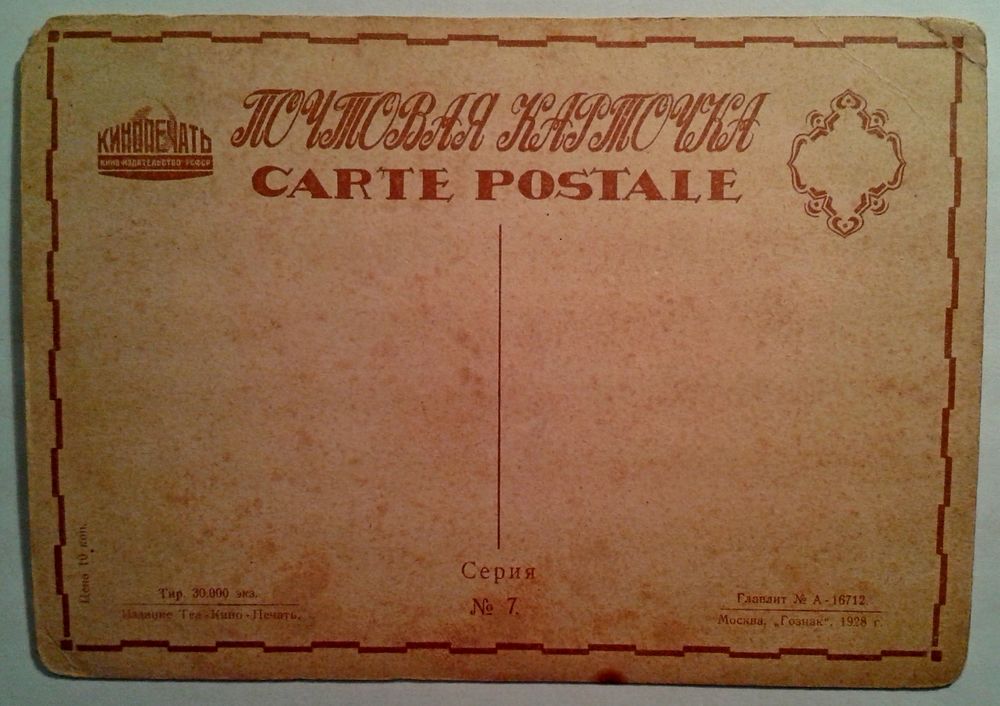 ПОЧТОВАЯ КАРТОЧКА
КИНОПЕЧАТЬ
КИНО-ИЗДАТЕЛЬСТВО РСФСР
CARTE POSTALE
Цена 10 коп.
Серия
№ 7.
Тир. 30.000 экз.
Издание Теа-Кино-Печать.
Главлит № А-16712.
Москва. „Гознак". 1928 г.